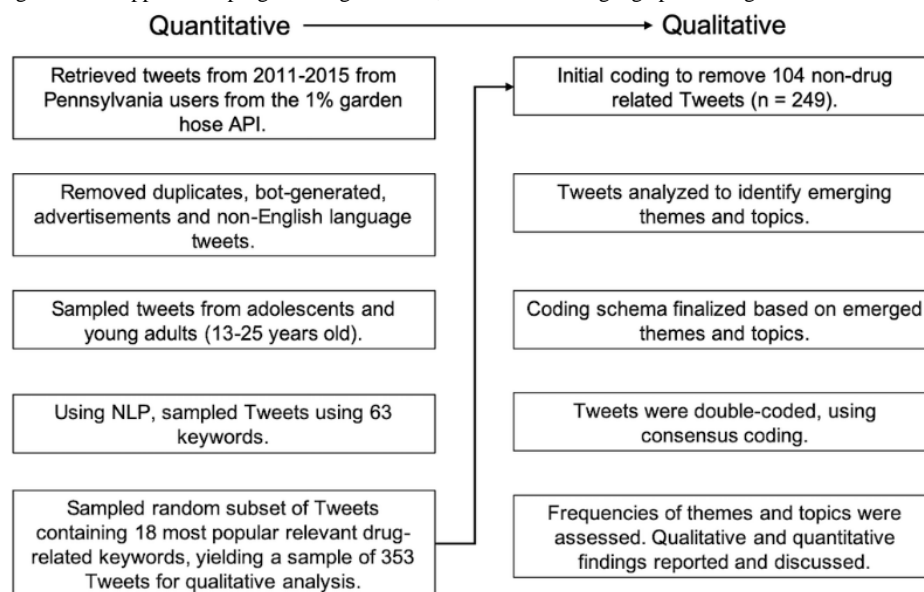 Quantitative
Qualitative
Retrieved tweets from 2011-2015 from
Pennsylvania users from the 1% garden
hose API.
Removed duplicates, bot-generated,
advertisements and non-English language
tweets.
Sampled tweets from adolescents and
young adults (13-25 years old).
Using NLP, sampled Tweets using 63
keywords.
Sampled random subset of Tweets
containing 18 most popular relevant drug-
related keywords, yielding a sample of 353
Tweets for qualitative analysis.
Initial coding to remove 104 non-drug
related Tweets (n = 249).
Tweets analyzed to identify emerging
themes and topics.
Coding schema finalized based on emerged
themes and topics.
Tweets were double-coded, using
consensus coding.
Frequencies of themes and topics were
assessed. Qualitative and quantitative
findings reported and discussed.